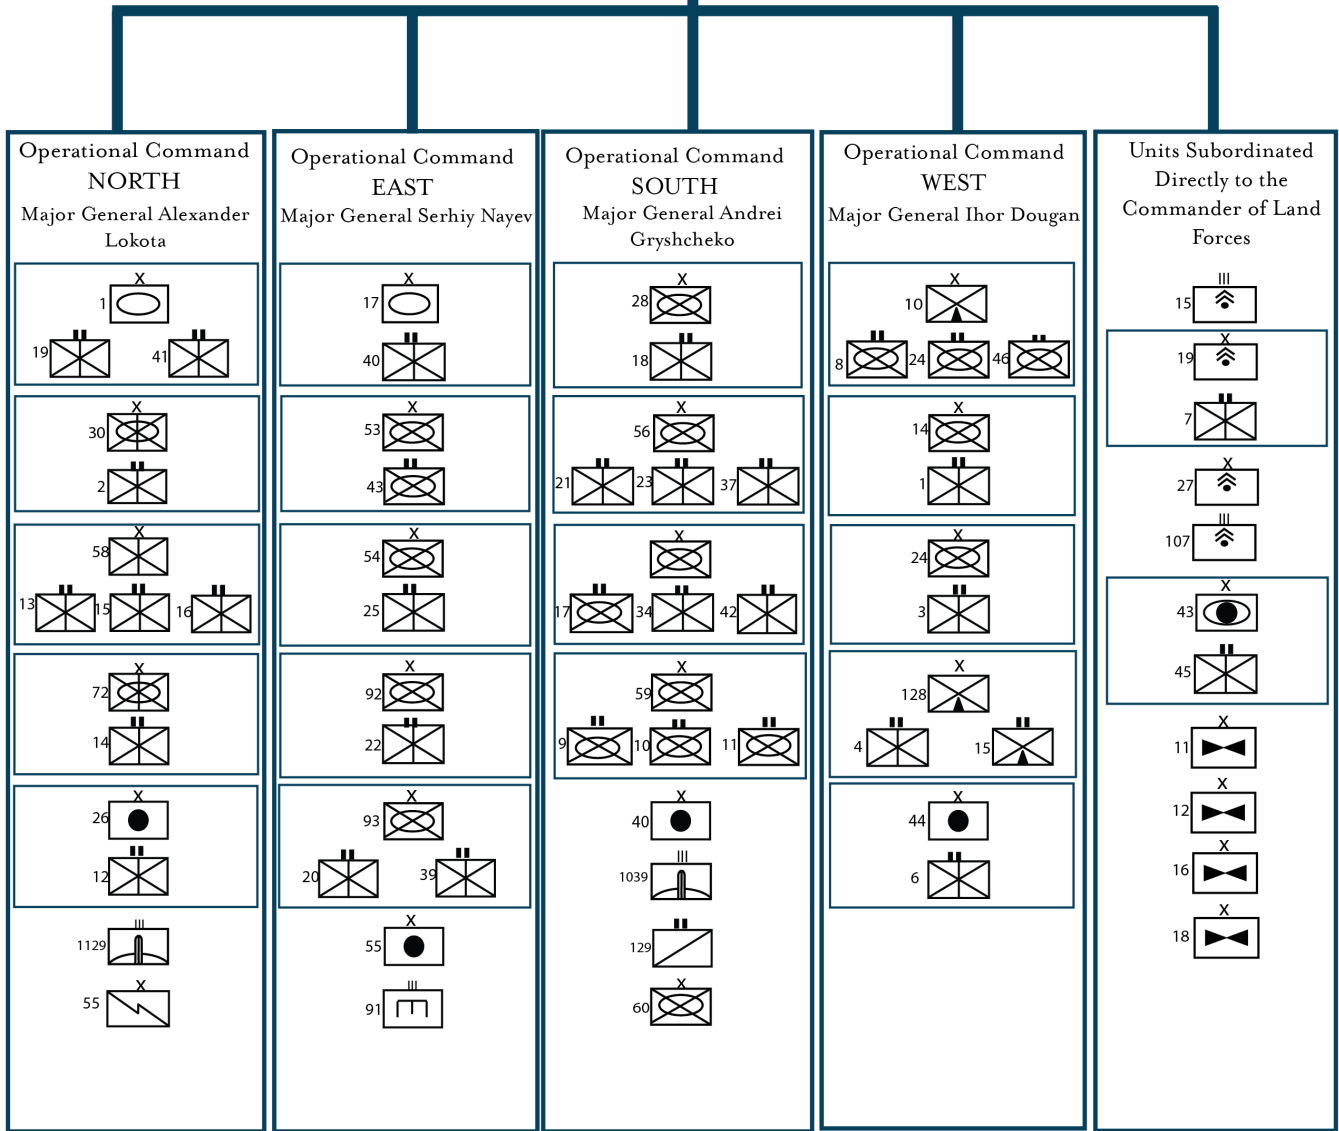 Operational Command
NORTH
Major General Alexander
Lokota
X
1
19
41
X
30
2
X
58
13
15
16
X
72
14
X
26
12
III
1129
X
55
Operational Command
EAST
Major General Serhiy Nayev
X
17
40
X
53
43
X
54
25
X
92
22
X
93
20
39
X
55
III
91
Operational Command
SOUTH
Major General Andrei
Gryshcheko
X
28
18
X
56
21
23
37
X
17
34
42
X
59
9
10
11
X
40
III
1039
129
X
60
Operational Command
WEST
Major General Ihor Dougan
X
10
8
24
46
X
14
1
X
24
3
X
128
4
15
X
44
6
Units Subordinated
Directly to the
Commander of Land
Forces
III
15
X
19
7
X
27
III
107
X
43
45
X
11
X
12
X
16
X
18